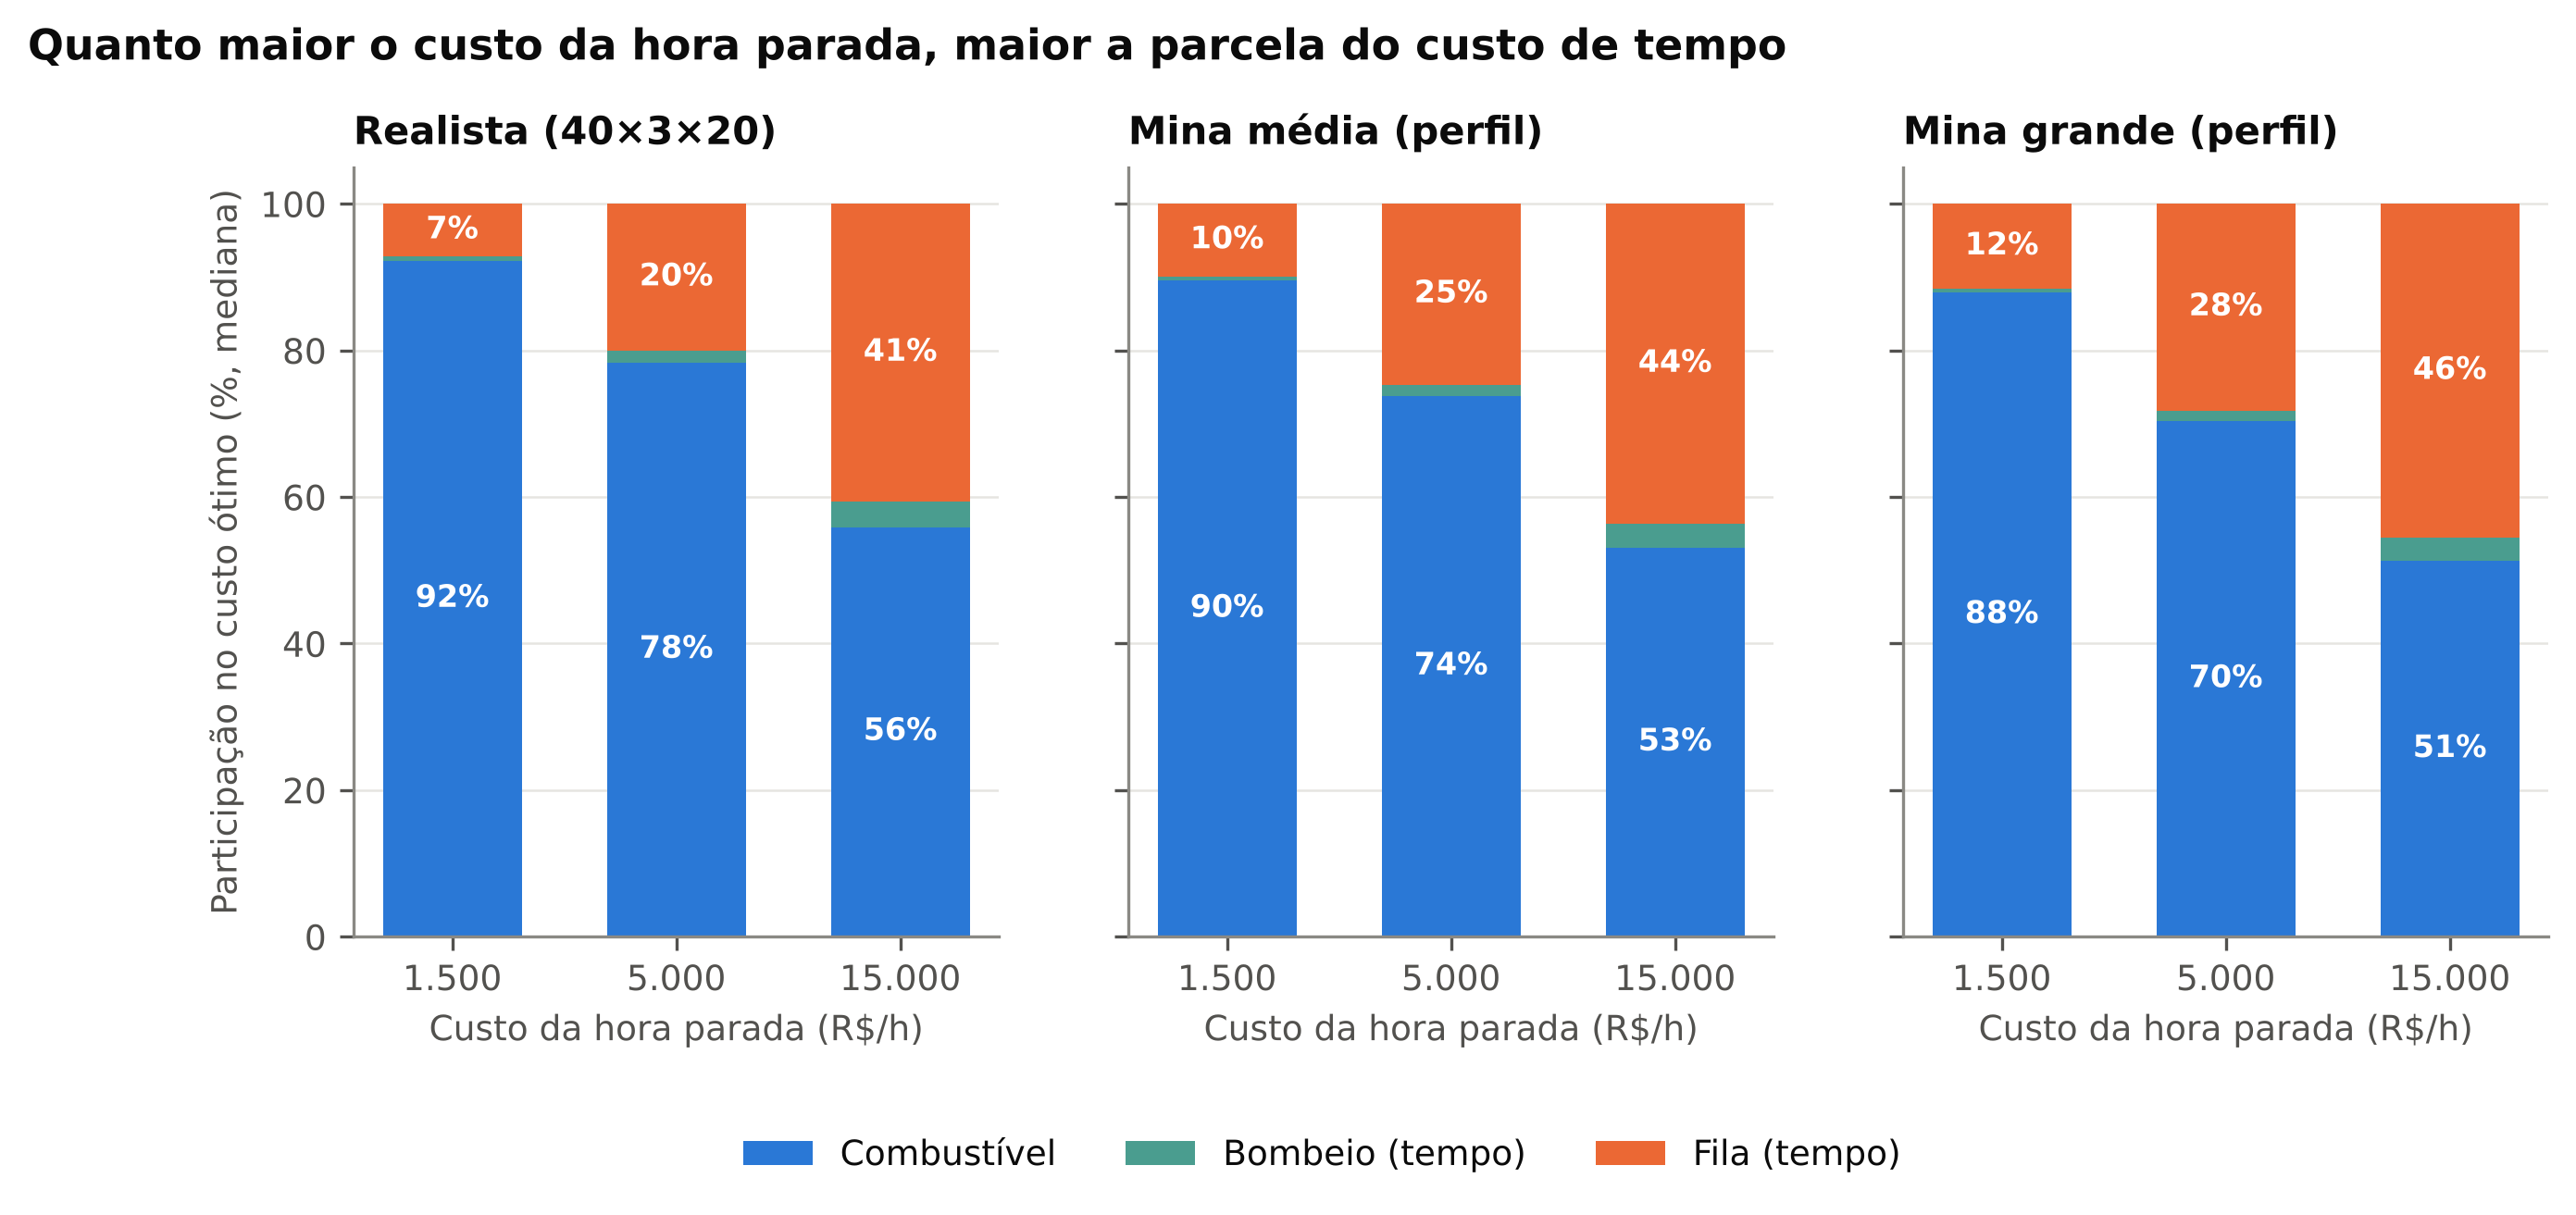 Quanto maior o custo da hora parada, maior a parcela do custo de tempo
Realista (40×3×20)
Mina média (perfil)
Mina grande (perfil)
Participação no custo ótimo (%, mediana)
100
80
60
40
20
0
7%
92%
20%
78%
41%
56%
10%
90%
25%
74%
44%
53%
12%
88%
28%
70%
46%
51%
1.500 5.000 15.000
1.500 5.000 15.000
1.500 5.000 15.000
Custo da hora parada (R$/h)
Custo da hora parada (R$/h)
Custo da hora parada (R$/h)
Combustível Bombeio (tempo) Fila (tempo)